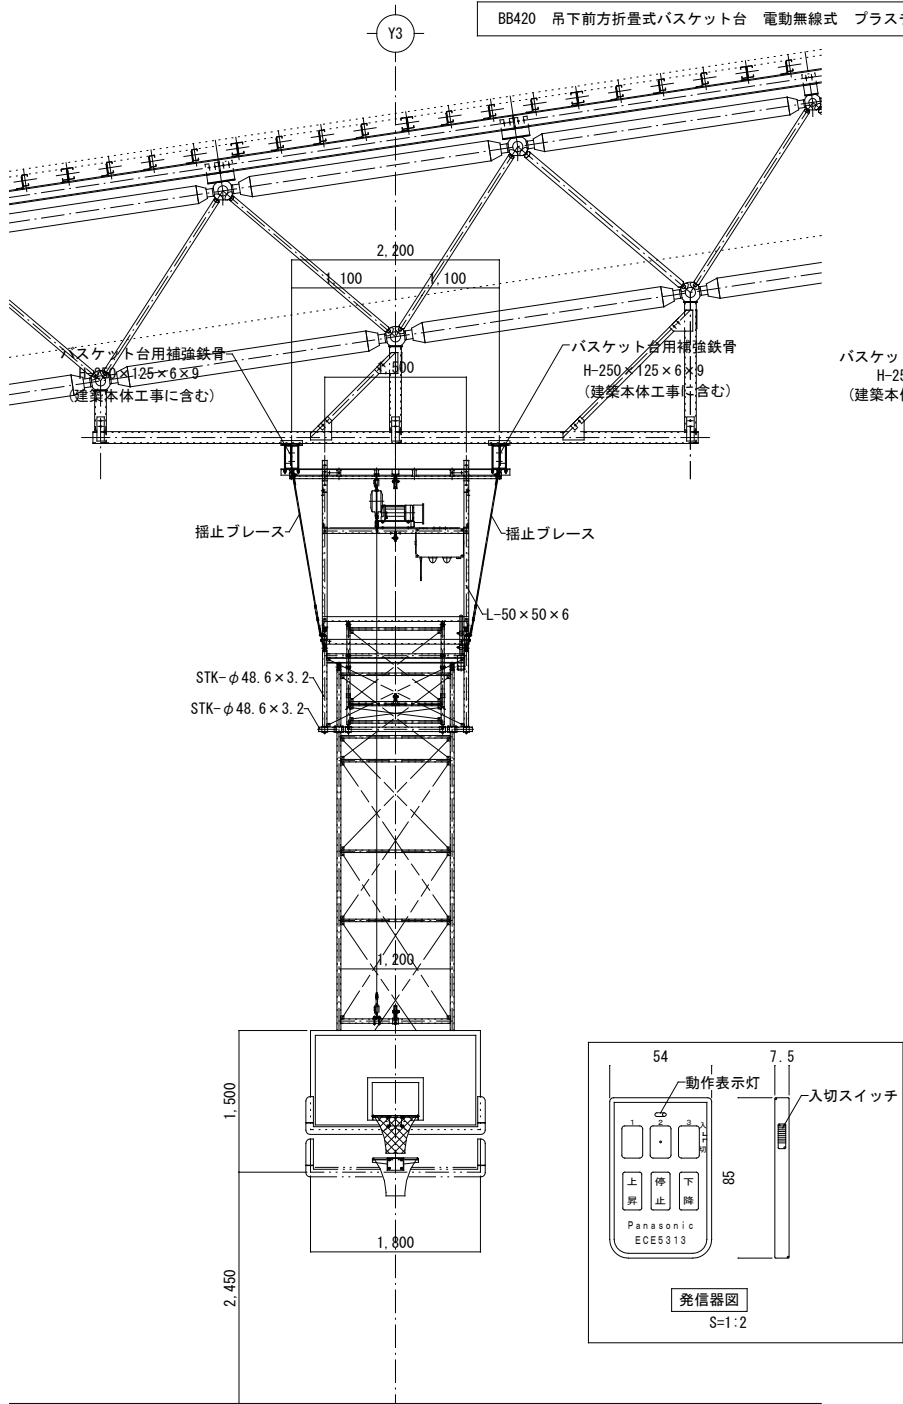 BB420 吊下前方折畳式バスケット台 電動無線式 プラス
Y3
2,200
1,100
1,100
バスケット台用補強鉄骨
H-250×125×6×9
(建築本体工事に含む)
1,500
バスケット台用補強鉄骨
H-250×125×6×9
(建築本体工事に含む)
バスケッ
H-25
(建築本体
揺止ブレース
揺止ブレース
L-50×50×6
STK-φ48.6×3.2
STK-φ48.6×3.2
1,200
1,500
1,800
2,450
54
7.5
動作表示灯
入切スイッチ
1 2 3
入
切
上昇
停止
下降
85
Panasonic
ECE5313
発信器図
S=1:2